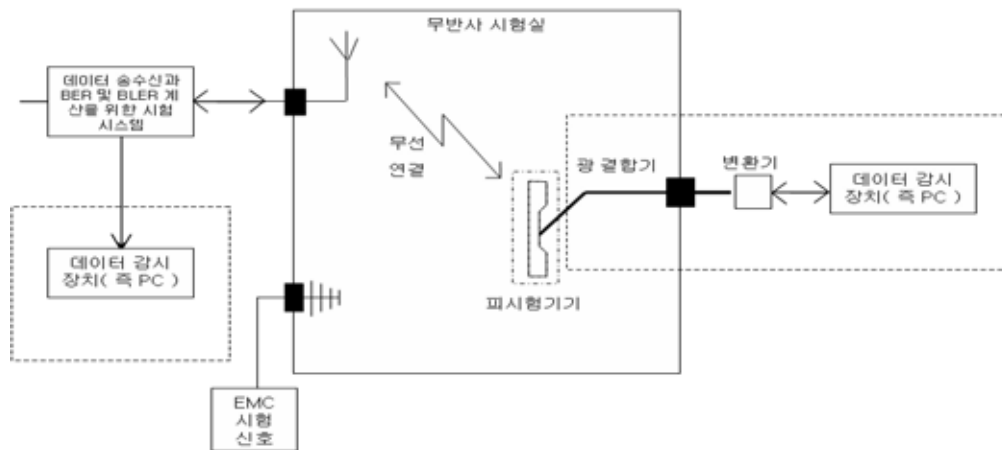 무반사 시험실
데이터 송수신과
BER 및 BLER 계
산을 위한 시험
시스템
무선
연결
광 결합기
변환기
데이터 감시
장치( 즉 PC )
데이터 감시
장치( 즉 PC )
피시험기기
EMC
시험
신호